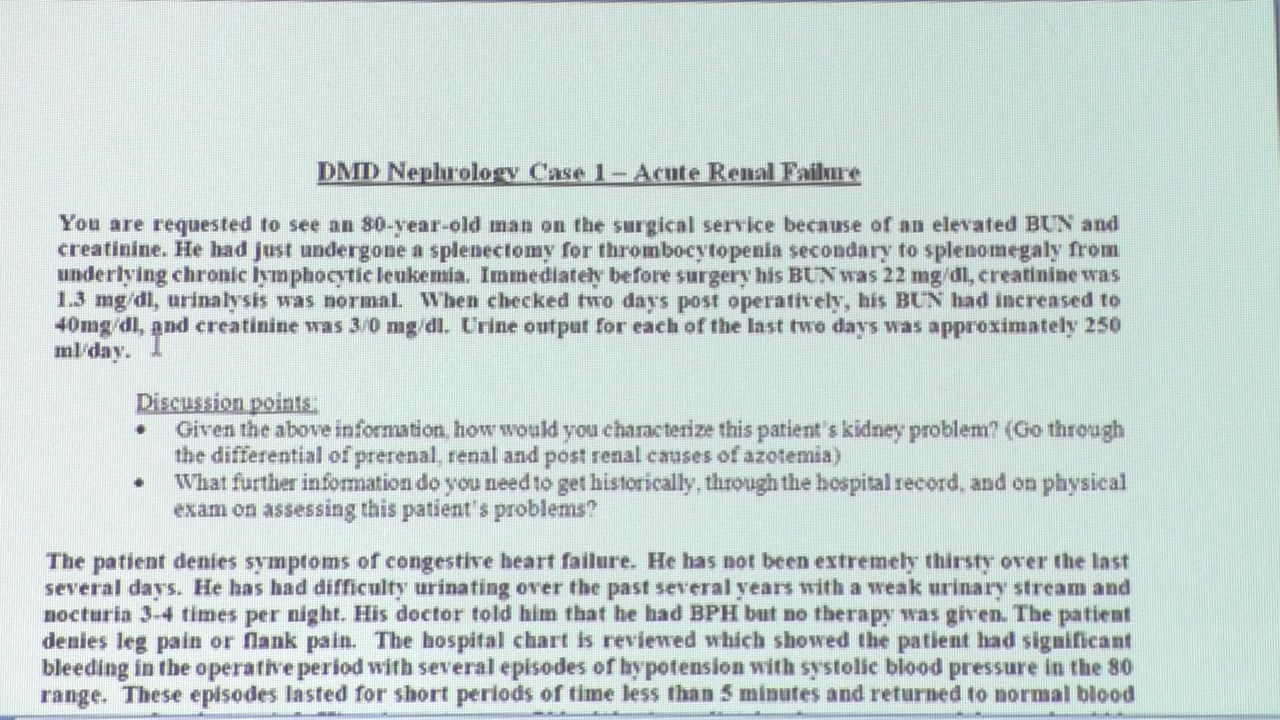 DMD Nephrology Case 1 – Acute Renal Failure
You are requested to see an 80-year-old man on the surgical service because of an elevated BUN and
creatinine. He had just undergone a splenectomy for thrombocytopenia secondary to splenomegaly from
underlying chronic lymphocytic leukemia. Immediately before surgery his BUN was 22 mg/dl, creatinine was
1.3 mg/dl, urinalysis was normal. When checked two days post operatively, his BUN had increased to
40mg/dl, and creatinine was 3/0 mg/dl. Urine output for each of the last two days was approximately 250
ml/day.
Discussion points:
• Given the above information, how would you characterize this patient's kidney problem? (Go through
the differential of prerenal, renal and post renal causes of azotemia)
• What further information do you need to get historically, through the hospital record, and on physical
exam on assessing this patient's problems?
The patient denies symptoms of congestive heart failure. He has not been extremely thirsty over the last
several days. He has had difficulty urinating over the past several years with a weak urinary stream and
nocturia 3-4 times per night. His doctor told him that he had BPH but no therapy was given. The patient
denies leg pain or flank pain. The hospital chart is reviewed which showed the patient had significant
bleeding in the operative period with several episodes of hypotension with systolic blood pressure in the 80
range. These episodes lasted for short periods of time less than 5 minutes and returned to normal blood